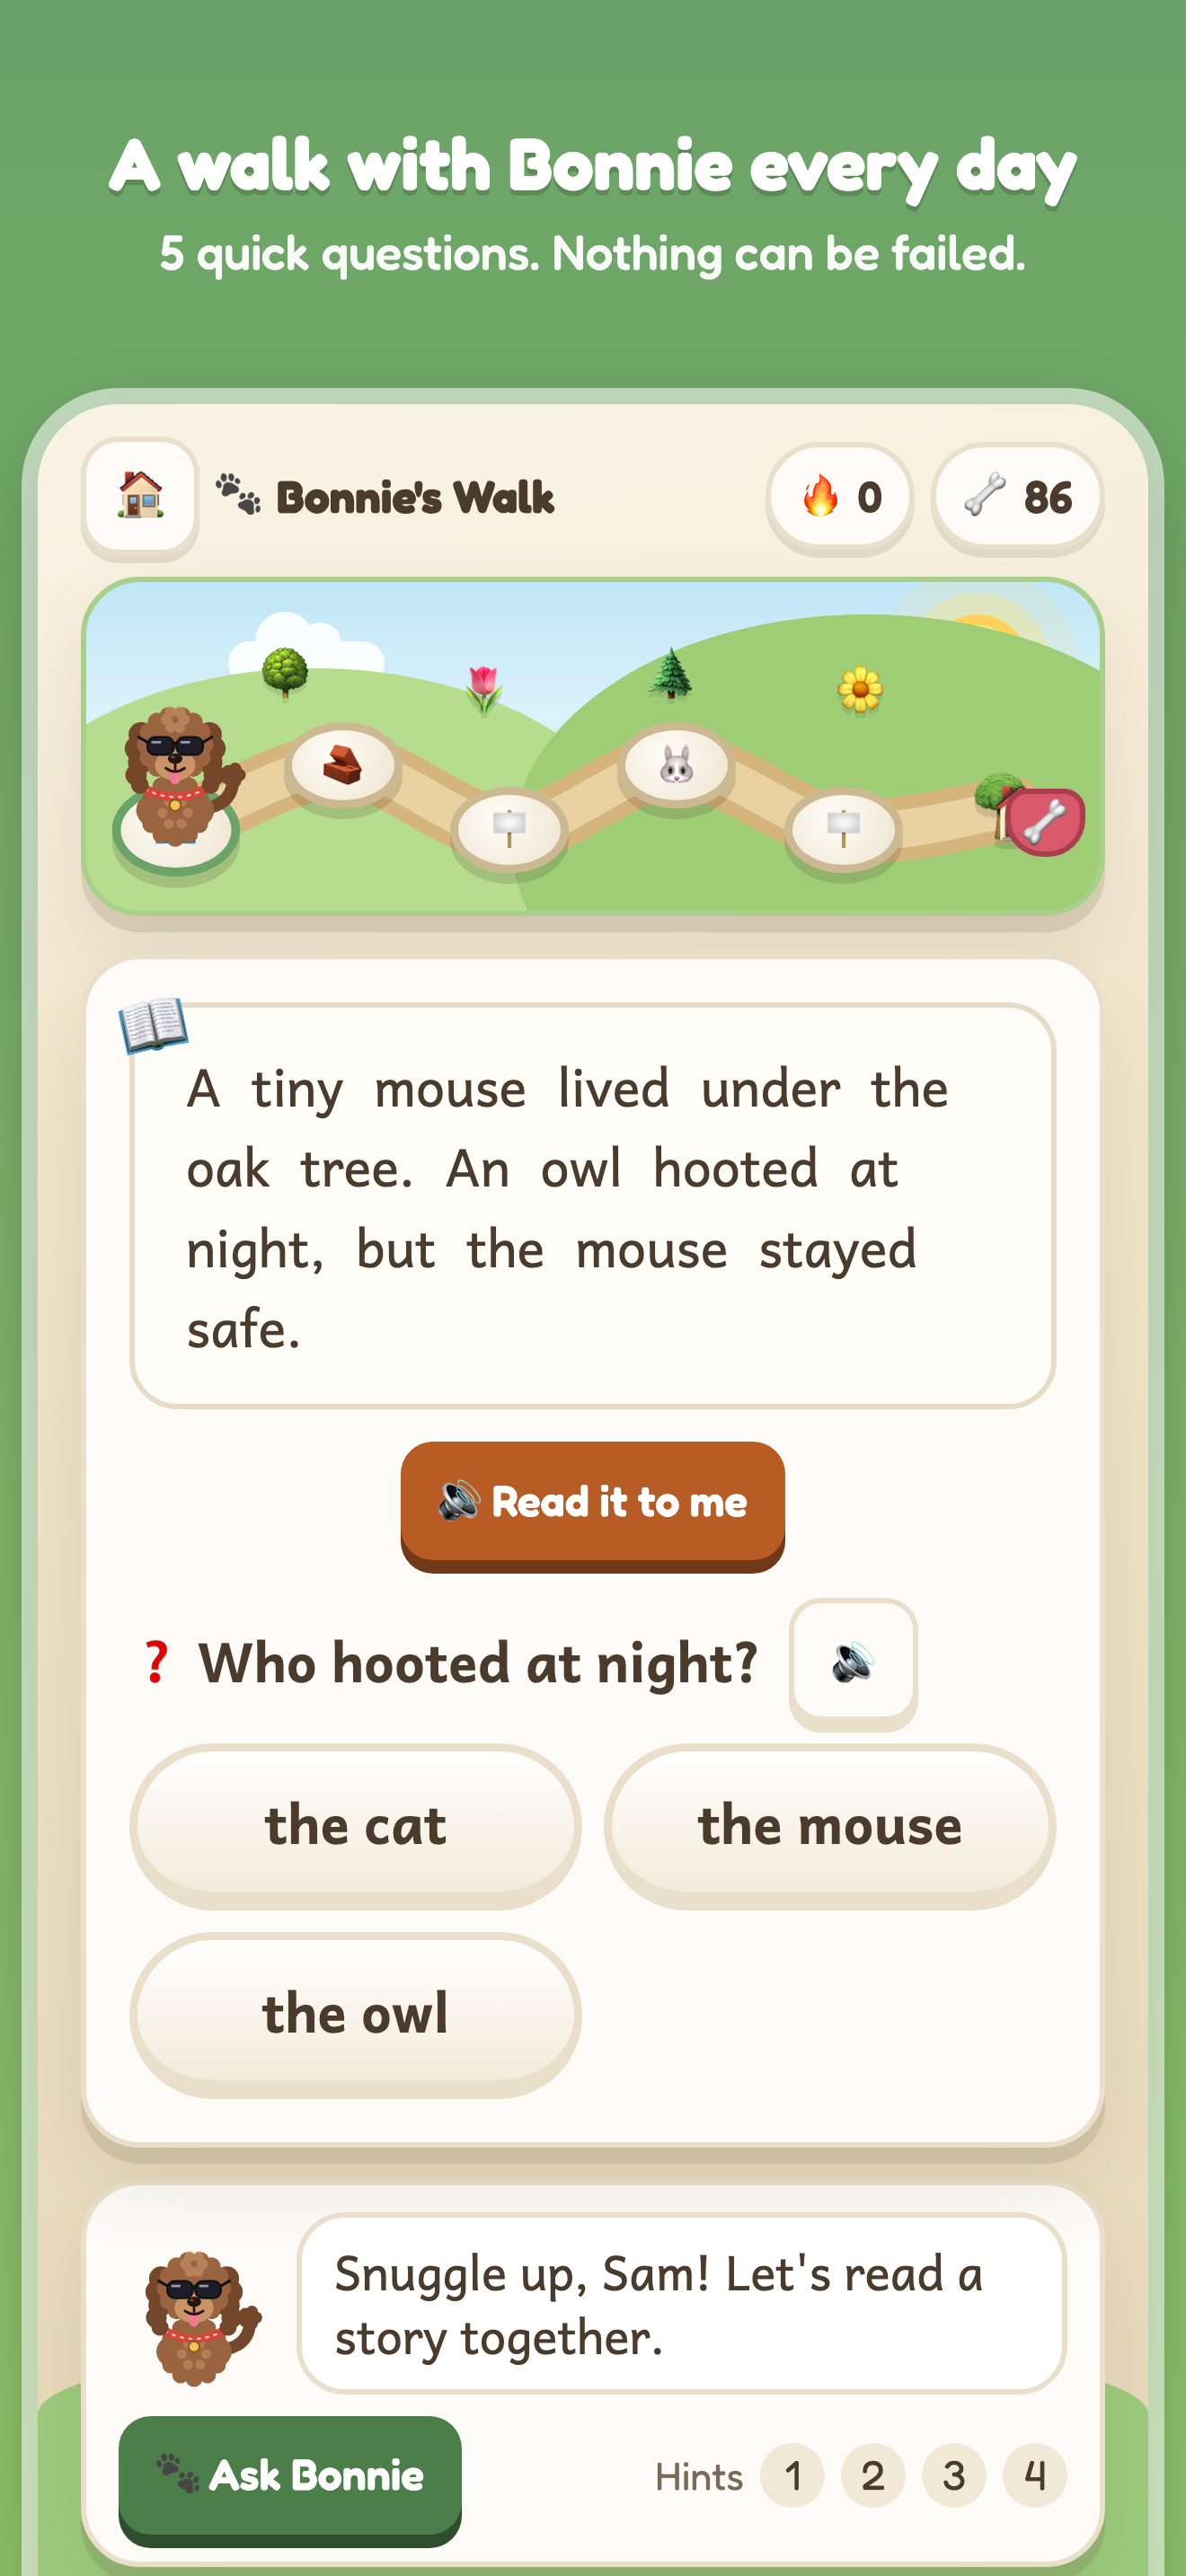 A walk with Bonnie every day
5 quick questions. Nothing can be failed.
Bonnie's Walk
0
86
A tiny mouse lived under the
oak tree. An owl hooted at
night, but the mouse stayed
safe.
Read it to me
? Who hooted at night?
the cat
the mouse
the owl
Snuggle up, Sam! Let's read a
story together.
Ask Bonnie
Hints 1 2 3 4